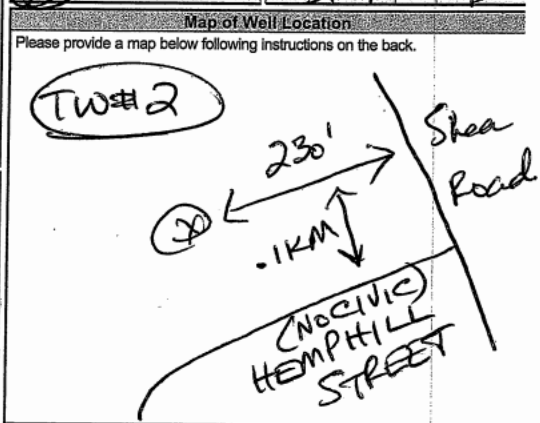 Map of Well Location
Please provide a map below following instructions on the back.
TW#2
230'
Shea
Road
.1KM
(NO CIVIC)
HEMPHILL
STREET